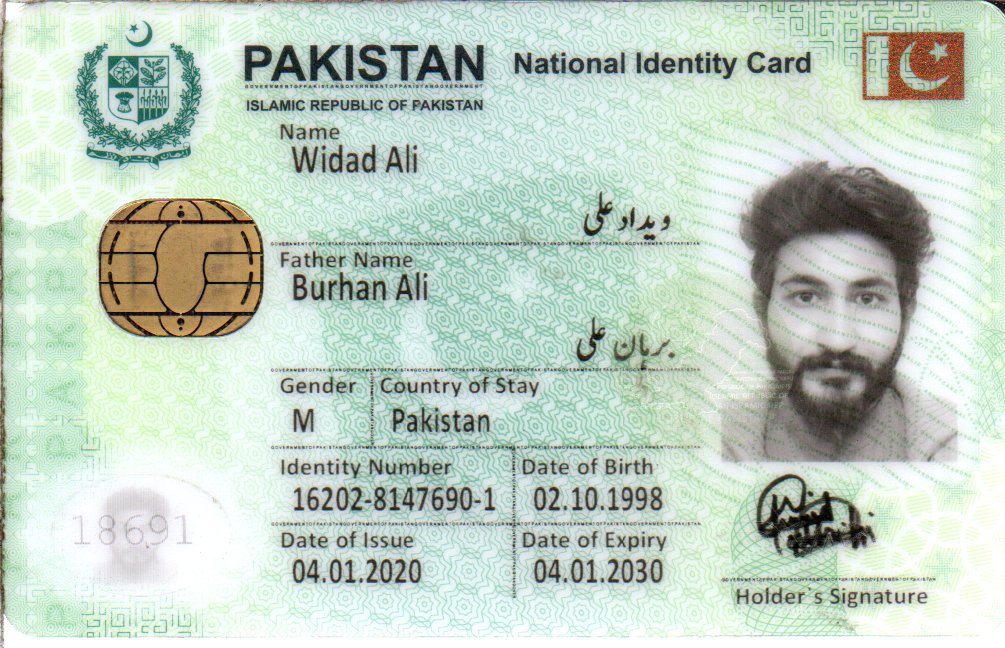 PAKISTAN National Identity Card
ISLAMIC REPUBLIC OF PAKISTAN
Name
Widad Ali
ویداد علی
Father Name
Burhan Ali
برہان علی
Gender Country of Stay
M Pakistan
Identity Number Date of Birth
16202-8147690-1 02.10.1998
Date of Issue Date of Expiry
04.01.2020 04.01.2030
18691
Holder`s Signature